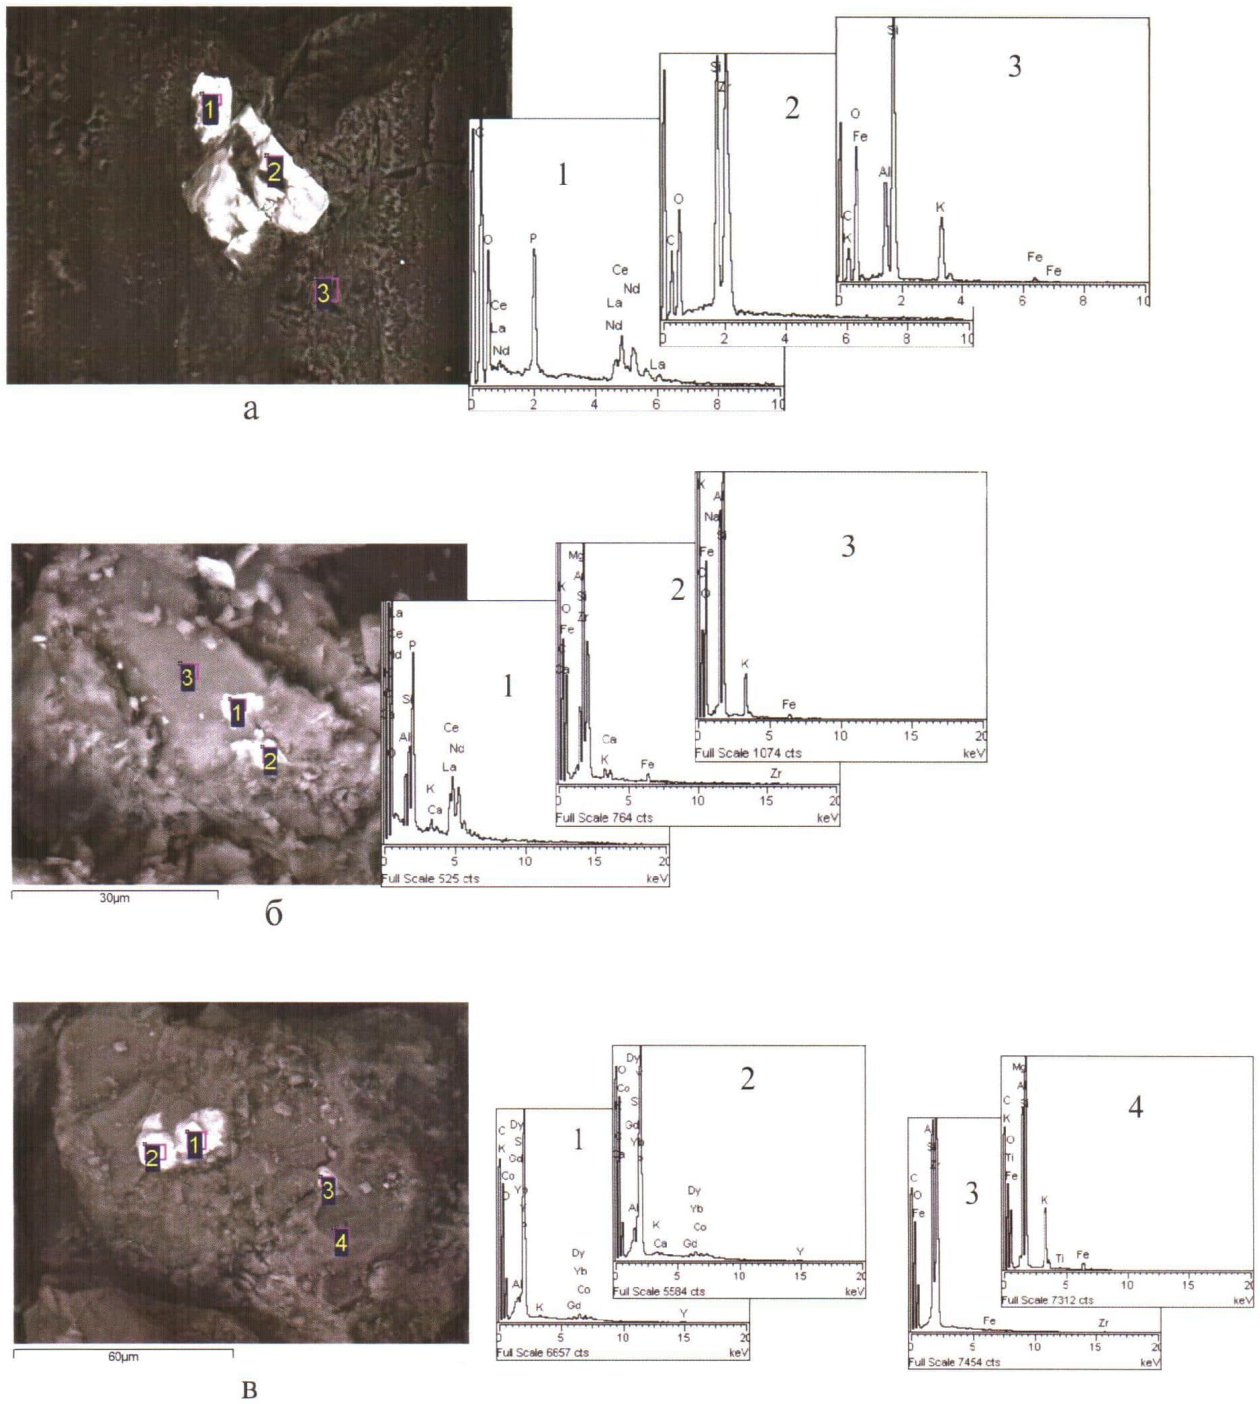 1
2
3
1
C
O
P
Ce
La
Nd
Ce
Nd
La
Nd
La
0 2 4 6 8 10
2
Si
Zr
O
C
0 2 4 6 8 10
3
Si
O
Fe
Al
C
K
K
Fe
Fe
0 2 4 6 8 10
а
3
1
2
30µm
1
La
Ce
Nd
P
Si
Al
K
Ca
Ce
Nd
La
0 5 10 15 20
Full Scale 525 cts keV
2
Mg
Al
Si
Zr
K
O
Fe
C
Ca
Ca
K
Fe
Zr
0 5 10 15 20
Full Scale 764 cts keV
3
K
Al
Na
Si
Fe
C
O
K
Fe
0 5 10 15 20
Full Scale 1074 cts keV
б
2
1
3
4
60µm
1
C
Dy
K
Si
Gd
Co
O
Yb
Y
P
Al
K
Dy
Yb
Co
Gd
Y
0 5 10 15 20
Full Scale 6657 cts keV
2
Dy
O
Y
Co
Si
Gd
Yb
P
Ca
Al
K
Ca
Dy
Yb
Co
Gd
Y
0 5 10 15 20
Full Scale 5584 cts keV
3
Al
Si
Zr
C
O
Fe
Fe
Zr
0 5 10 15 20
Full Scale 7454 cts keV
4
Mg
Al
Si
C
K
O
Ti
Fe
K
Ti
Fe
0 5 10 15 20
Full Scale 7312 cts keV
в